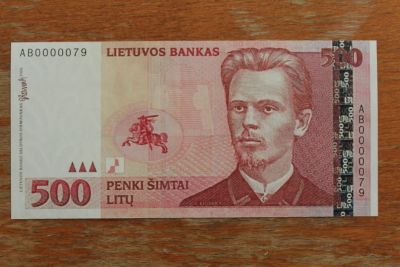 AB0000079
LIETUVOS BANKAS
500
AB0000079
500
PENKI ŠIMTAI
LITŲ